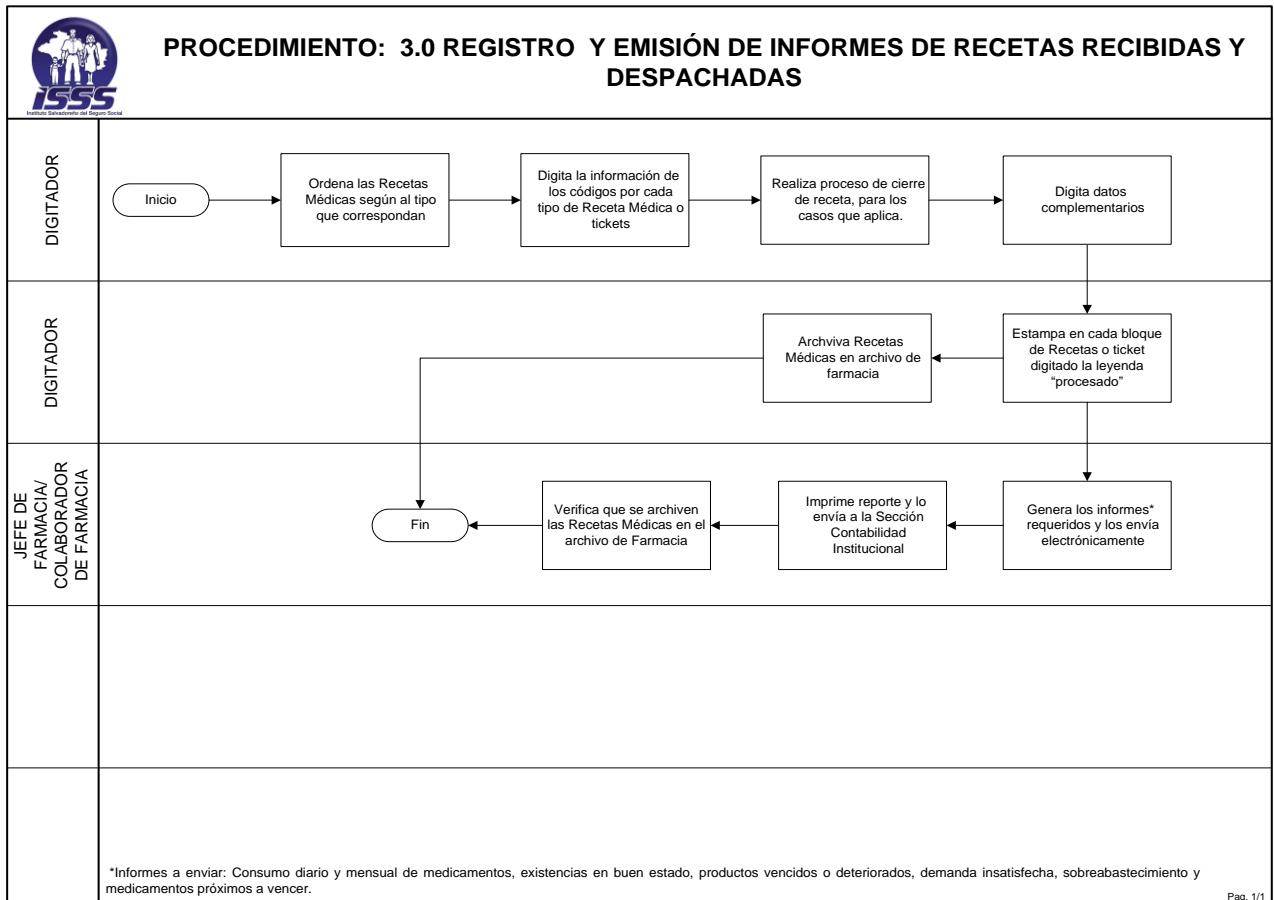 PROCEDIMIENTO: 3.0 REGISTRO Y EMISIÓN DE INFORMES DE RECETAS RECIBIDAS Y
DESPACHADAS
iSSS
Instituto Salvadoreño del Seguro Social
DIGITADOR
Inicio
Ordena las Recetas
Médicas según al tipo
que correspondan
Digita la información de
los códigos por cada
tipo de Receta Médica o
tickets
Realiza proceso de cierre
de receta, para los
casos que aplica.
Digita datos
complementarios
DIGITADOR
Archviva Recetas
Médicas en archivo de
farmacia
Estampa en cada bloque
de Recetas o ticket
digitado la leyenda
“procesado”
JEFE DE
FARMACIA/
COLABORADOR
DE FARMACIA
Fin
Verifica que se archiven
las Recetas Médicas en el
archivo de Farmacia
Imprime reporte y lo
envía a la Sección
Contabilidad
Institucional
Genera los informes*
requeridos y los envía
electrónicamente
*Informes a enviar: Consumo diario y mensual de medicamentos, existencias en buen estado, productos vencidos o deteriorados, demanda insatisfecha, sobreabastecimiento y
medicamentos próximos a vencer.
Pag. 1/1